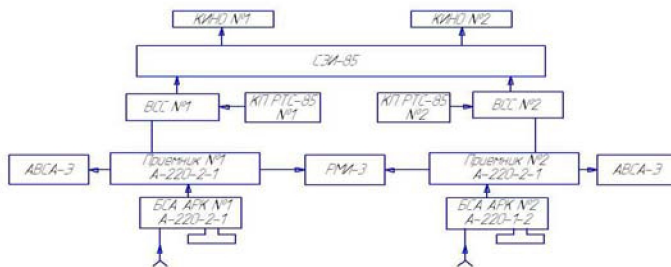 КИНО №1 КИНО №2
СЭИ-85
ВСС №1 КП РТС-85 №1 КП РТС-85 №2 ВСС №2
АВСА-Э Приемник №1 А-220-2-1 РМИ-3 Приемник №2 А-220-2-1 АВСА-Э
БСА АРК №1 А-220-2-1 БСА АРК №2 А-220-1-2